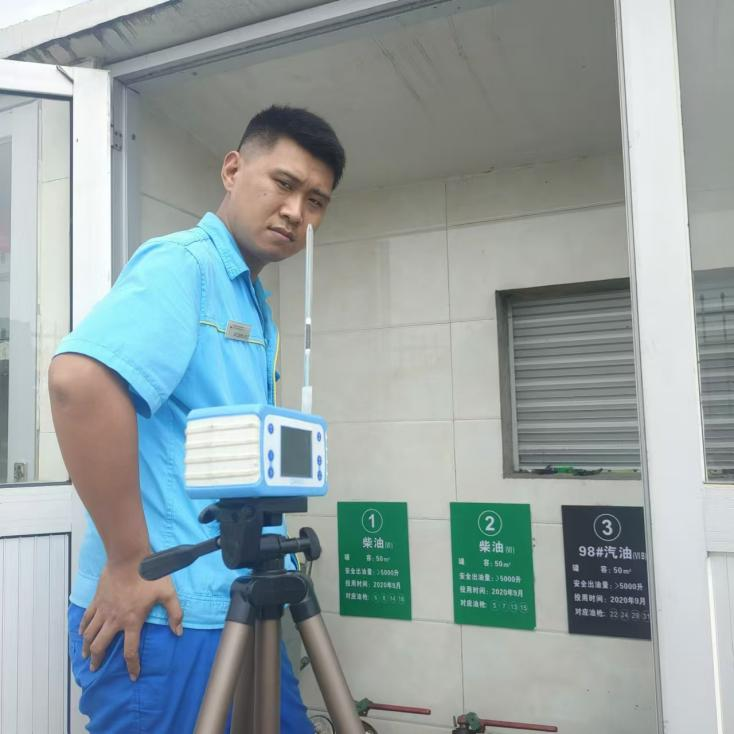 1
柴油(Ⅵ)
罐 容: 50㎥
安全出油量: >5000升
投用时间: 2020年9月
对应油枪:
2
柴油(Ⅵ)
罐 容: 50㎥
安全出油量: >5000升
投用时间: 2020年9月
对应油枪: 5 7 13 15
3
98#汽油(ⅥB
罐 容: 50㎥
安全出油量: >5000升
投用时间: 2020年9月
对应油枪: 22 24 29 31